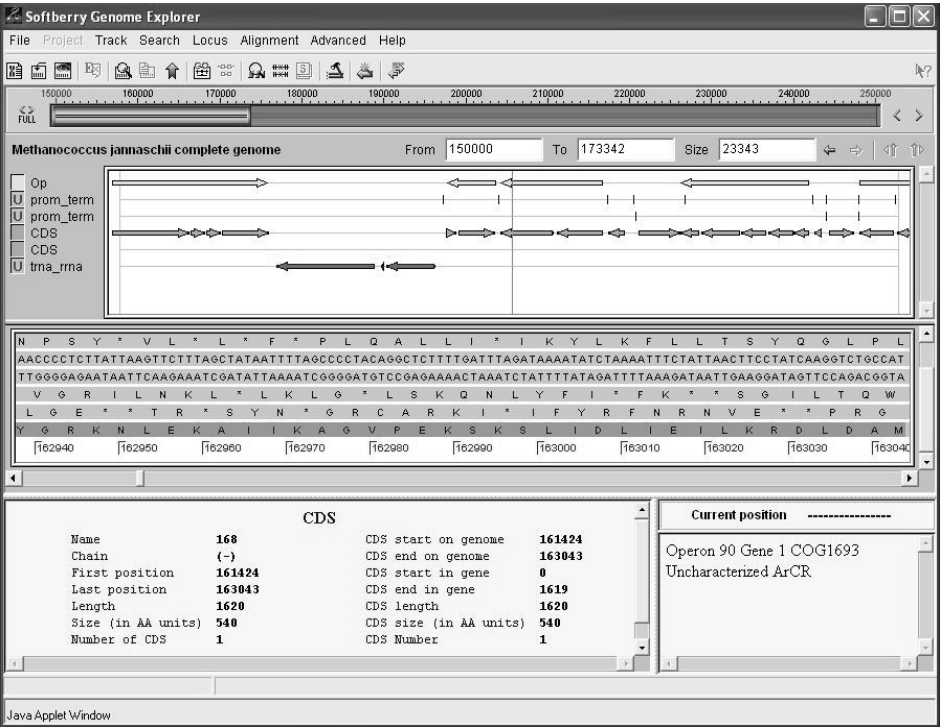 Softberry Genome Explorer
File Project Track Search Locus Alignment Advanced Help
150000 160000 170000 180000 190000 200000 210000 220000 230000 240000 250000
FULL
Methanococcus jannaschii complete genome From 150000 To 173342 Size 23343
Op
U prom_term
U prom_term
CDS
CDS
U trna_rrna
N P S Y * V L * L * F * P L Q A L L I * I K Y L K F L L T S Y Q G L P L
AACCCCTCTTATTAAGTTCTTTAGCTATAATTTTAGCCCCTACAGGCTCTTTTGATTTAGATAAAATATCTAAAATTTCTATTAACTTCCTATCAAGGTCTGCCAT
TTGGGGAGAATAATTCAAGAAATCGATATTAAAATCGGGGATGTCCGAGAAAACTAAATCTATTTTATAGATTTTAAAGATAATTGAAGGATAGTTCCAGACGGTA
V G R I L N K L * L K L G * L S K Q N L Y F I * F K * * S G I L T Q W
L G E * * T R * S Y N * G R C A R K I * I F Y R F N R N V E * * P R G
Y G R K N L E K A I I K A G V P E K S K S L I D L I E I L K R D L D A M
162940 162950 162960 162970 162980 162990 163000 163010 163020 163030 163040
CDS
Name 168 CDS start on genome 161424
Chain (-) CDS end on genome 163043
First position 161424 CDS start in gene 0
Last position 163043 CDS end in gene 1619
Length 1620 CDS length 1620
Size (in AA units) 540 CDS size (in AA units) 540
Number of CDS 1 CDS Number 1
Current position ----------------
Operon 90 Gene 1 COG1693
Uncharacterized ArCR
Java Applet Window